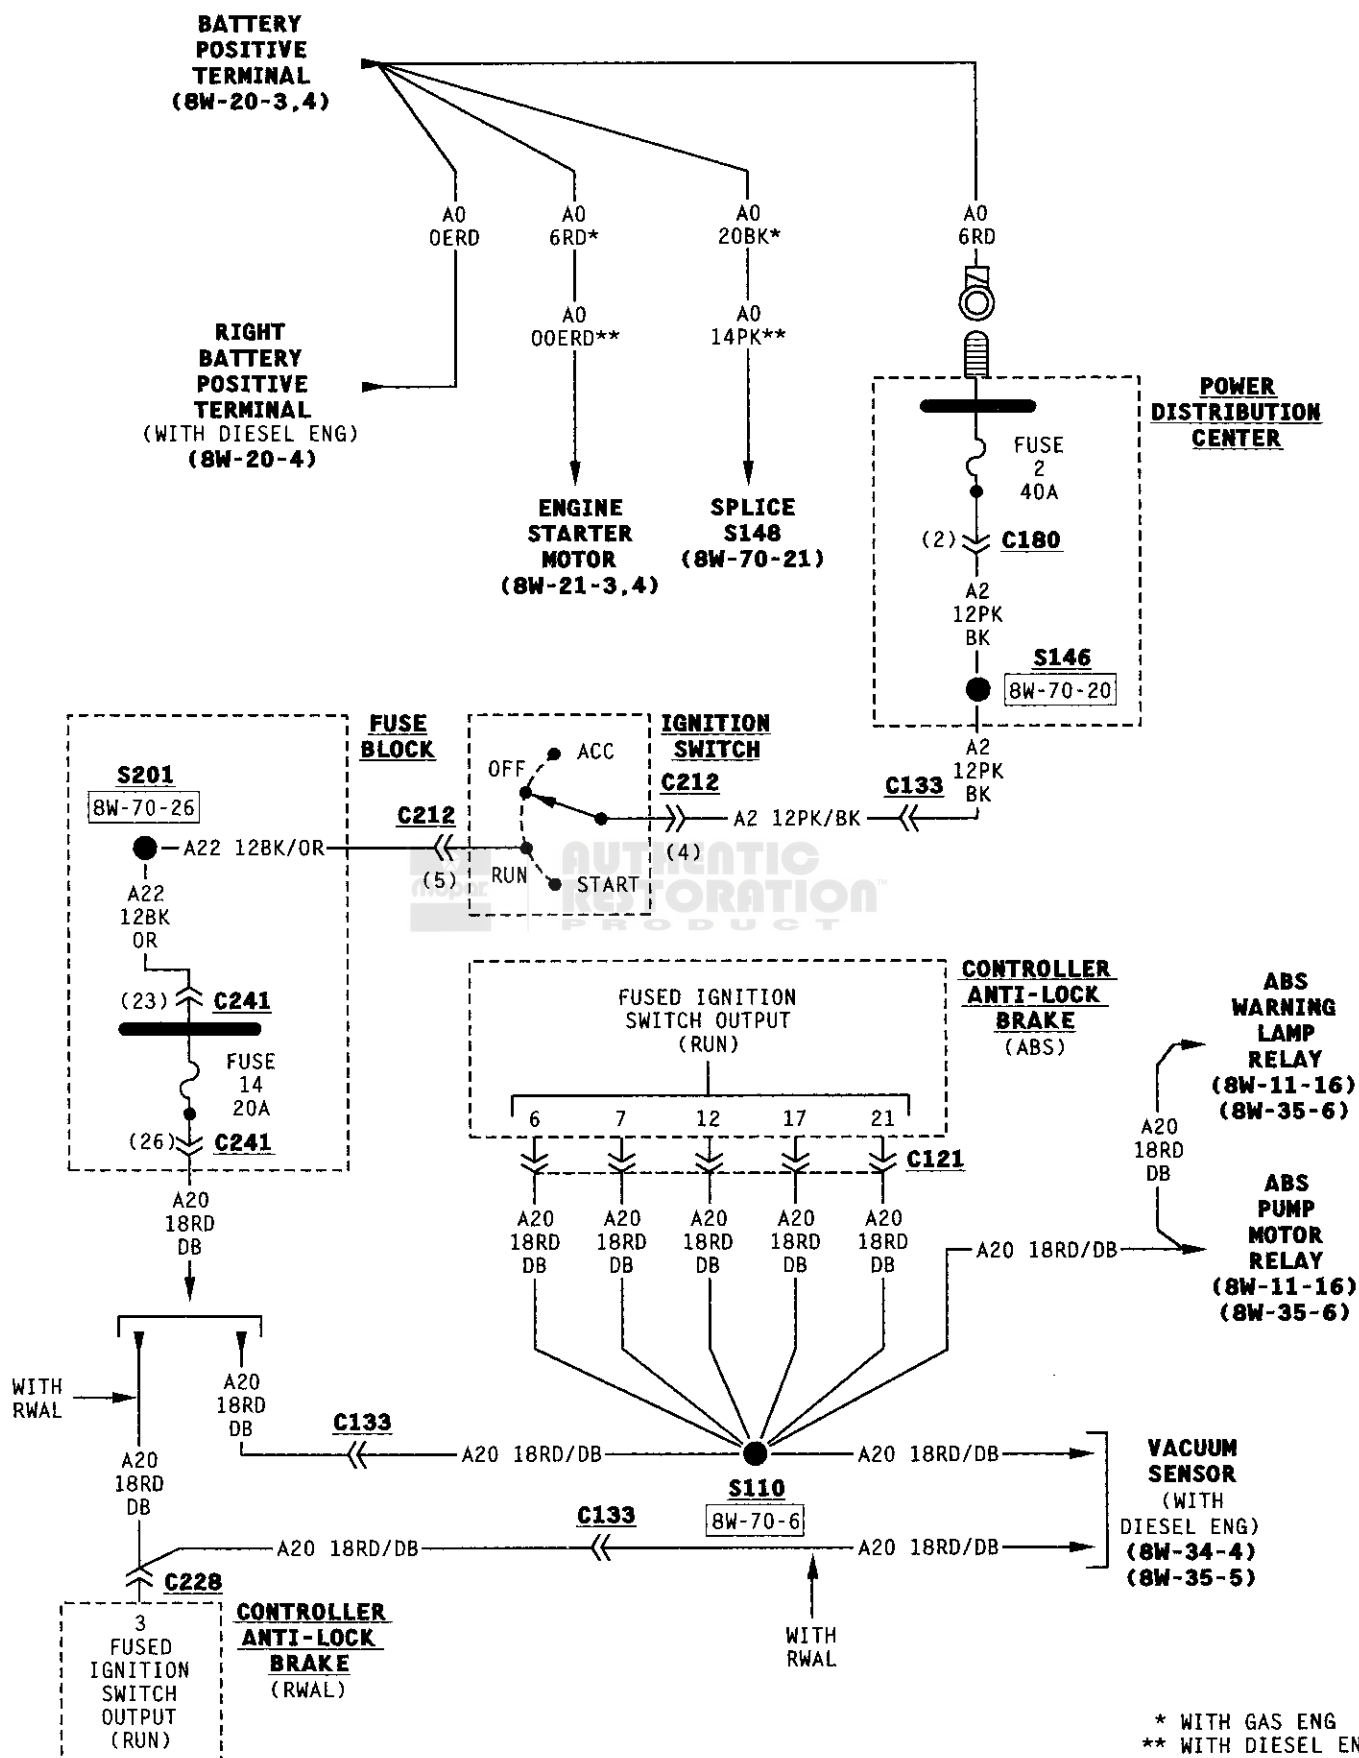 BATTERY
POSITIVE
TERMINAL
(8W-20-3,4)
A0
0ERD
A0
6RD*
A0
20BK*
A0
6RD
A0
00ERD**
A0
14PK**
RIGHT
BATTERY
POSITIVE
TERMINAL
(WITH DIESEL ENG)
(8W-20-4)
ENGINE
STARTER
MOTOR
(8W-21-3,4)
SPLICE
S148
(8W-70-21)
POWER
DISTRIBUTION
CENTER
FUSE
2
40A
(2)
C180
A2
12PK
BK
S146
8W-70-20
A2
12PK
BK
FUSE
BLOCK
S201
8W-70-26
IGNITION
SWITCH
ACC
OFF
RUN
START
C212
(5)
C212
(4)
A2 12PK/BK
C133
A22 12BK/OR
A22
12BK
OR
(23)
C241
FUSE
14
20A
(26)
C241
A20
18RD
DB
Mopar
AUTHENTIC
RESTORATION™
PRODUCT
CONTROLLER
ANTI-LOCK
BRAKE
(ABS)
FUSED IGNITION
SWITCH OUTPUT
(RUN)
6 7 12 17 21
C121
A20
18RD
DB
A20
18RD
DB
A20
18RD
DB
A20
18RD
DB
A20
18RD
DB
ABS
WARNING
LAMP
RELAY
(8W-11-16)
(8W-35-6)
A20
18RD
DB
ABS
PUMP
MOTOR
RELAY
(8W-11-16)
(8W-35-6)
A20 18RD/DB
WITH
RWAL
A20
18RD
DB
A20
18RD
DB
C133
A20 18RD/DB
A20 18RD/DB
S110
8W-70-6
VACUUM
SENSOR
(WITH
DIESEL ENG)
(8W-34-4)
(8W-35-5)
A20 18RD/DB
C133
A20 18RD/DB
WITH
RWAL
C228
3
FUSED
IGNITION
SWITCH
OUTPUT
(RUN)
CONTROLLER
ANTI-LOCK
BRAKE
(RWAL)
* WITH GAS ENG
** WITH DIESEL EN